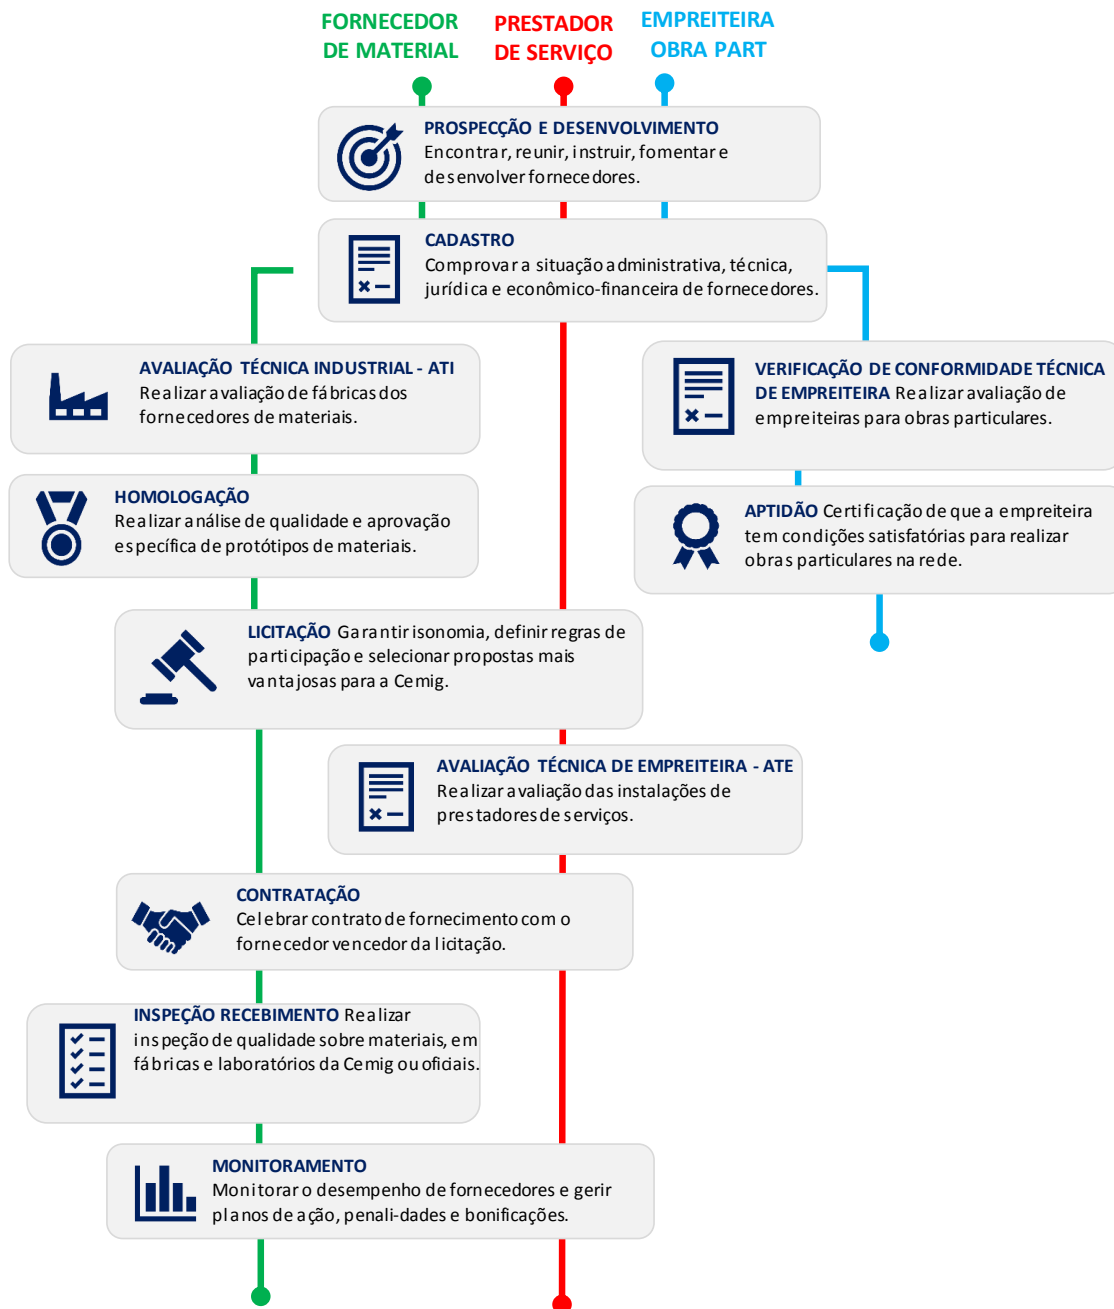 FORNECEDOR
DE MATERIAL
PRESTADOR
DE SERVIÇO
EMPREITEIRA
OBRA PART
PROSPECÇÃO E DESENVOLVIMENTO
Encontrar, reunir, instruir, fomentar e
desenvolver fornecedores.
CADASTRO
Comprovar a situação administrativa, técnica,
jurídica e econômico-financeira de fornecedores.
AVALIAÇÃO TÉCNICA INDUSTRIAL - ATI
Realizar avaliação de fábricas dos
fornecedores de materiais.
VERIFICAÇÃO DE CONFORMIDADE TÉCNICA
DE EMPREITEIRA Realizar avaliação de
empreiteiras para obras particulares.
HOMOLOGAÇÃO
Realizar análise de qualidade e aprovação
específica de protótipos de materiais.
APTIDÃO Certificação de que a empreiteira
tem condições satisfatórias para realizar
obras particulares na rede.
LICITAÇÃO Garantir isonomia, definir regras de
participação e selecionar propostas mais
vantajosas para a Cemig.
AVALIAÇÃO TÉCNICA DE EMPREITEIRA - ATE
Realizar avaliação das instalações de
prestadores de serviços.
CONTRATAÇÃO
Celebrar contrato de fornecimento com o
fornecedor vencedor da licitação.
INSPEÇÃO RECEBIMENTO Realizar
inspeção de qualidade sobre materiais, em
fábricas e laboratórios da Cemig ou oficiais.
MONITORAMENTO
Monitorar o desempenho de fornecedores e gerir
planos de ação, penali-dades e bonificações.